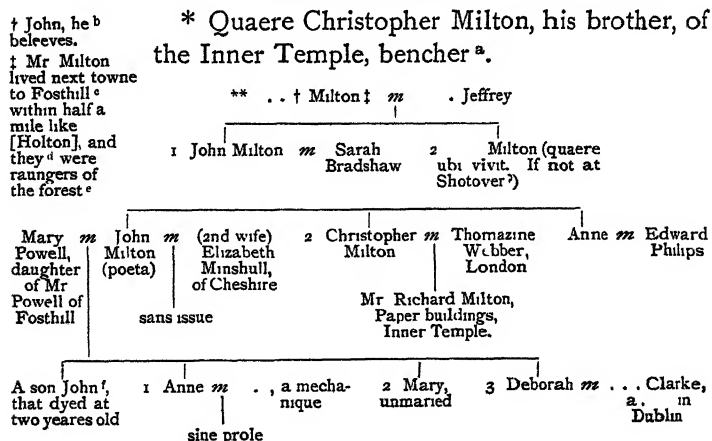 † John, he ᵇ
beleeves.
‡ Mr Milton
lived next towne
to Fosthill ᶜ
within half a
mile like
[Holton], and
they ᵈ were
raungers of
the forest ᵉ
* Quaere Christopher Milton, his brother, of
the Inner Temple, bencher ᵃ.
** . . † Milton ‡ m . Jeffrey
1 John Milton m Sarah Bradshaw 2 Milton (quaere
ubi vivit. If not at
Shotover?)
Mary Powell, daughter of Mr Powell of Fosthill m John Milton (poeta) m (2nd wife) Elizabeth Minshull, of Cheshire 2 Christopher Milton m Thomazine Webber, London Anne m Edward Philips
sans issue
Mr Richard Milton,
Paper buildings,
Inner Temple.
A son John ᶠ, that dyed at two yeares old 1 Anne m . , a mechanique 2 Mary, unmaried 3 Deborah m . . . Clarke, a . in Dublin
sine prole